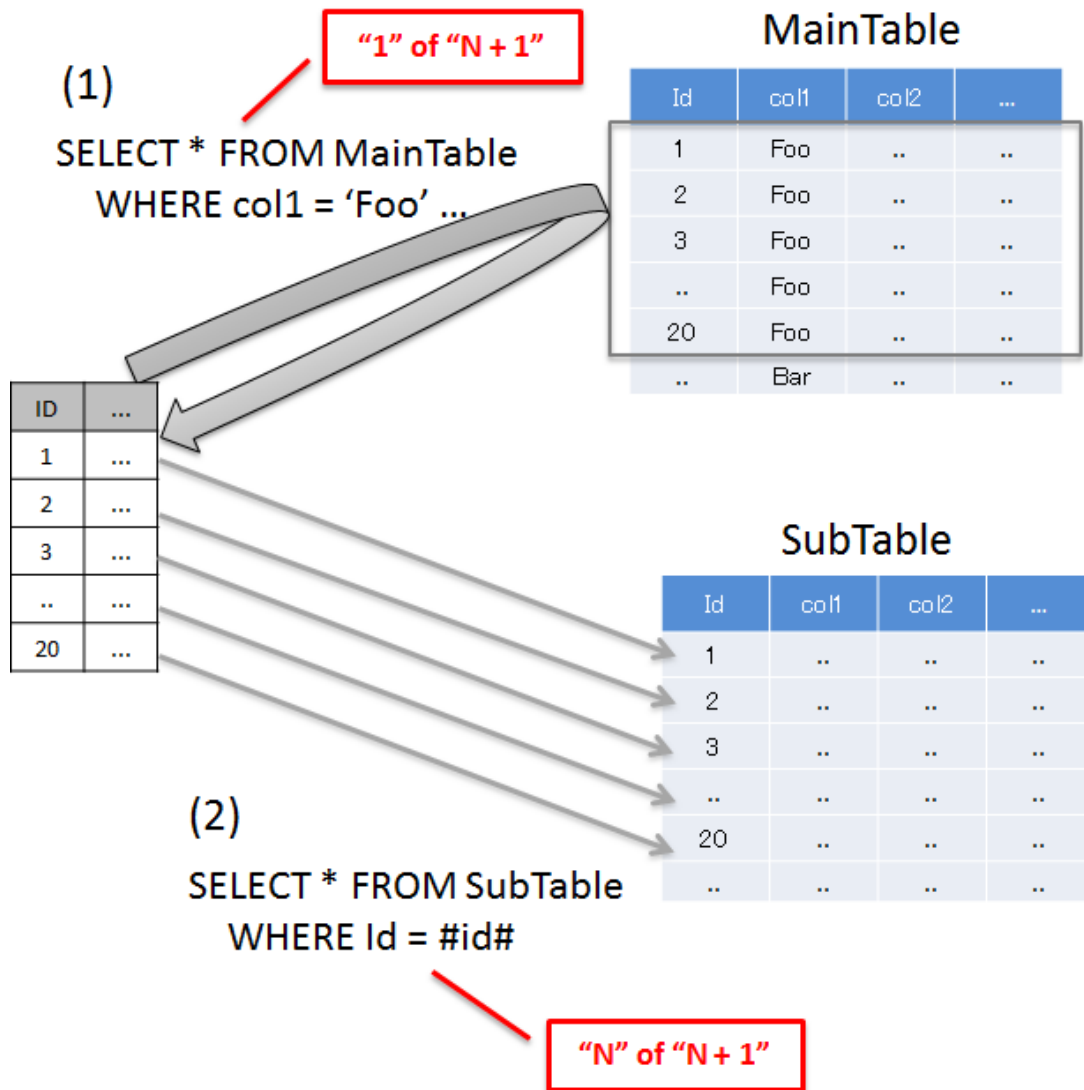 “1” of “N + 1”
MainTable
(1)
SELECT * FROM MainTable
WHERE col1 = ‘Foo’ ...
Id col1 col2 ...
1 Foo .. ..
2 Foo .. ..
3 Foo .. ..
.. Foo .. ..
20 Foo .. ..
.. Bar .. ..
ID ...
1 ...
2 ...
3 ...
.. ...
20 ...
SubTable
Id col1 col2 ...
1 .. .. ..
2 .. .. ..
3 .. .. ..
.. .. .. ..
20 .. .. ..
.. .. .. ..
(2)
SELECT * FROM SubTable
WHERE Id = #id#
“N” of “N + 1”